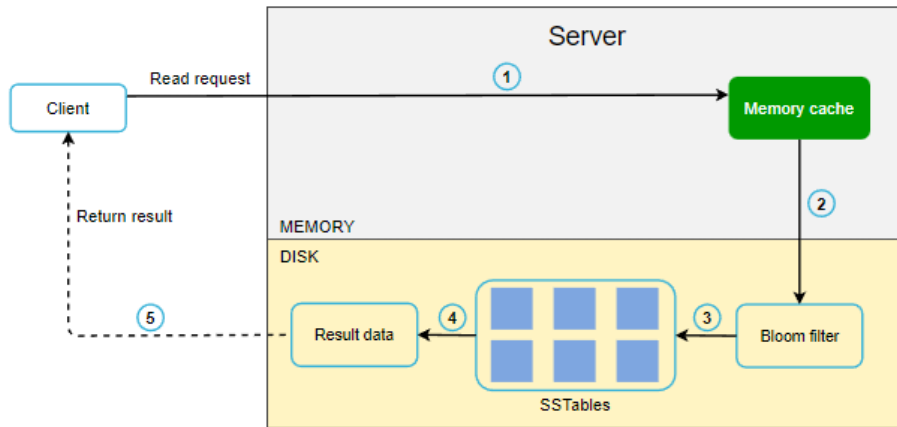 Server
Read request
1
Client
Memory cache
2
Return result
MEMORY
DISK
5
Result data
4
3
Bloom filter
SSTables